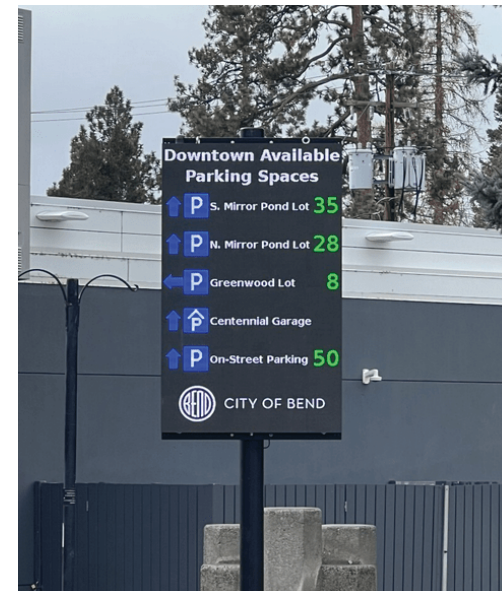 Downtown Available
Parking Spaces
P S. Mirror Pond Lot 35
P N. Mirror Pond Lot 28
P Greenwood Lot 8
P Centennial Garage
P On-Street Parking 50
BEND CITY OF BEND